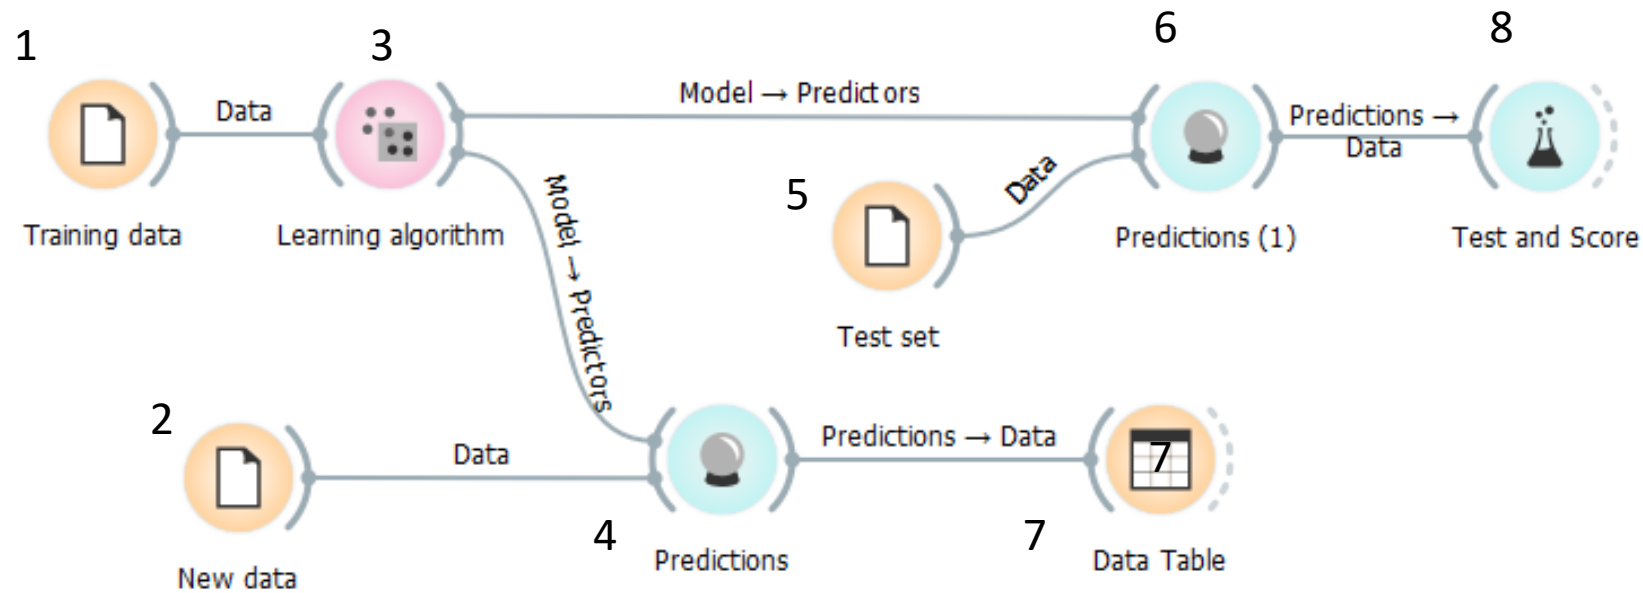 1
3
6
8
Data
Model → Predictors
Predictions →
Data
Training data
Learning algorithm
5
Data
Predictions (1)
Test and Score
Model → Predictors
Test set
2
Data
Predictions → Data
7
4
7
New data
Predictions
Data Table